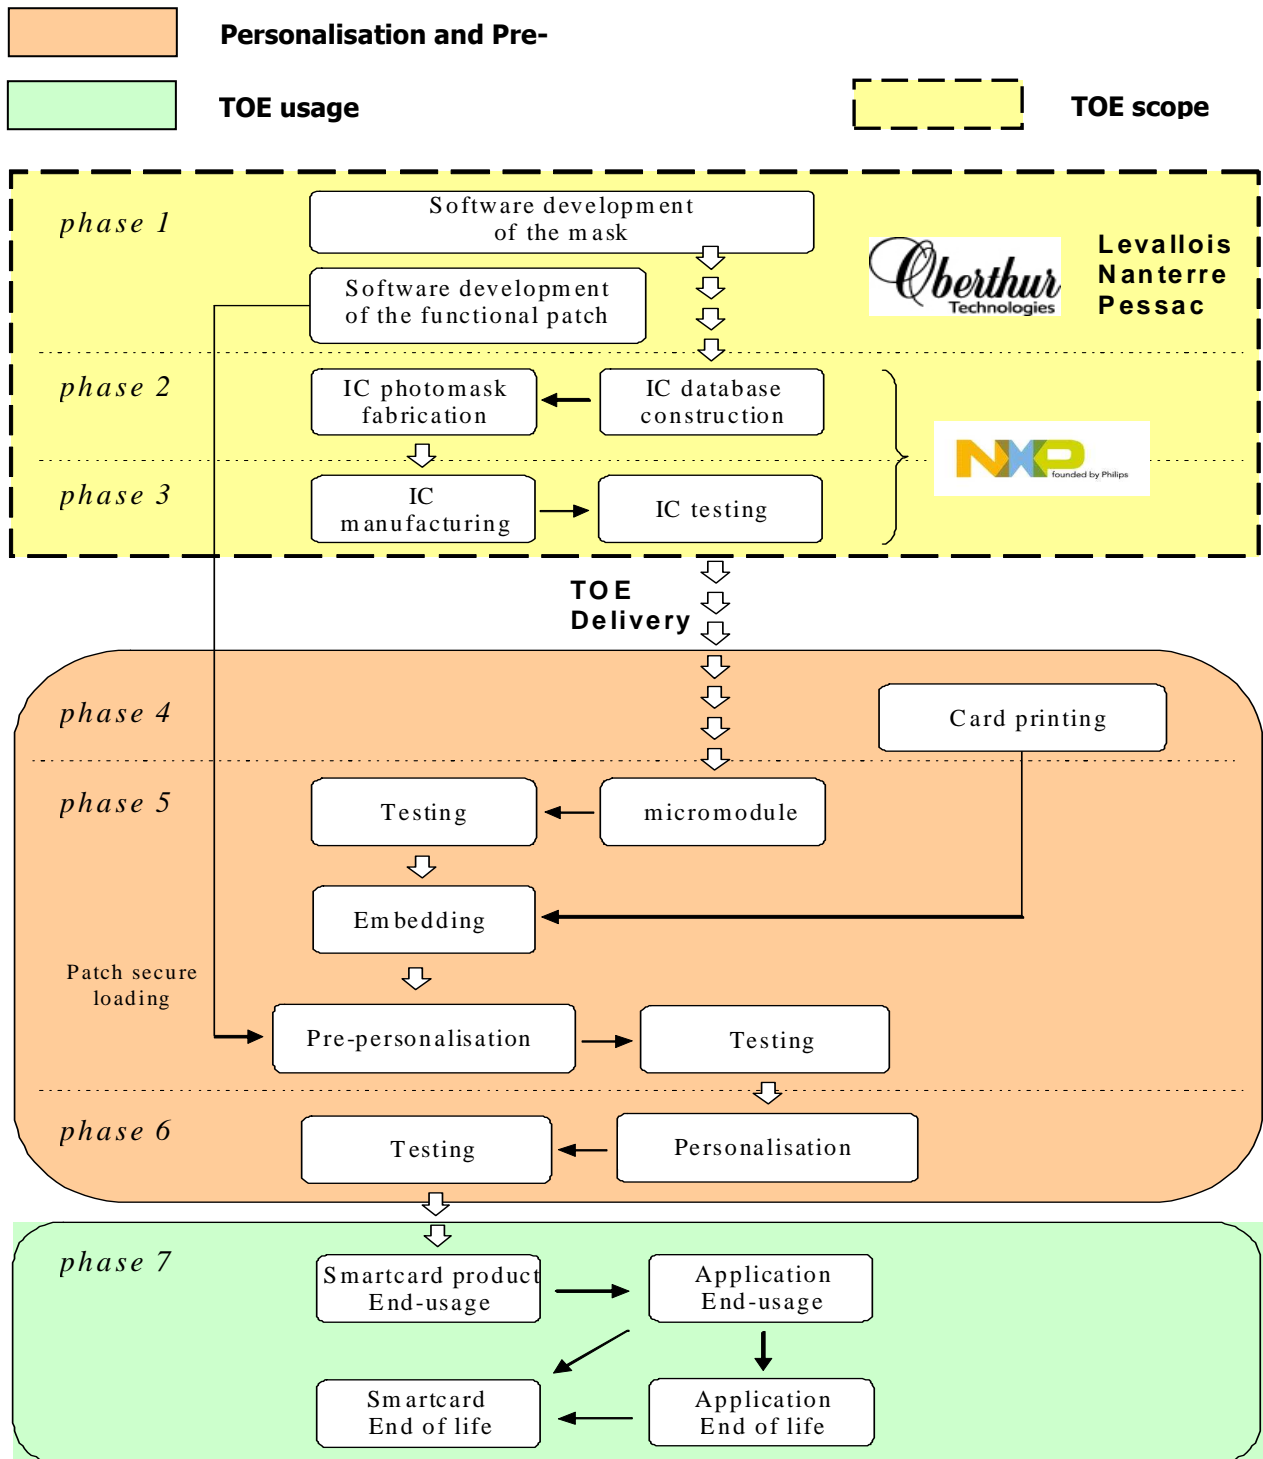 Personalisation and Pre-
TOE usage
TOE scope
phase 1
Software development
of the mask
Software development
of the functional patch
Oberthur
Technologies
Levallois
Nanterre
Pessac
phase 2
IC photomask
fabrication
IC database
construction
NXP
founded by Philips
phase 3
IC
manufacturing
IC testing
TOE
Delivery
phase 4
Card printing
phase 5
Testing
micromodule
Embedding
Patch secure
loading
Pre-personalisation
Testing
phase 6
Testing
Personalisation
phase 7
Smartcard product
End-usage
Application
End-usage
Smartcard
End of life
Application
End of life